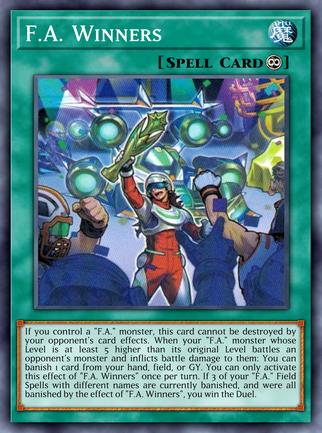 F.A. Winners
[Spell Card]
If you control a "F.A." monster, this card cannot be destroyed
by your opponent's card effects. When your "F.A." monster whose
Level is at least 5 higher than its original Level battles an
opponent's monster and inflicts battle damage to them: You can
banish 1 card from your hand, field, or GY. You can only activate
this effect of "F.A. Winners" once per turn. If 3 of your "F.A." Field
Spells with different names are currently banished, and were all
banished by the effect of "F.A. Winners", you win the Duel.